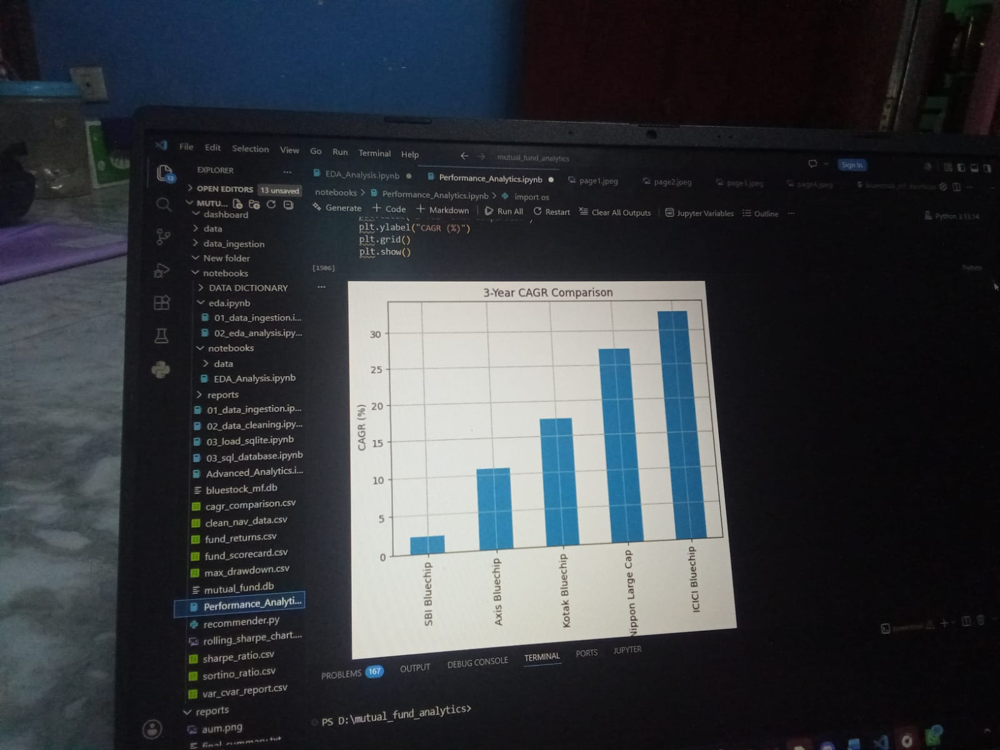 File Edit Selection View Go Run Terminal Help
mutual_fund_analytics
Sign In
EXPLORER
13
OPEN EDITORS 13 unsaved
MUTU...
dashboard
data
data_ingestion
New folder
notebooks
DATA DICTIONARY
eda.ipynb
01_data_ingestion.i...
02_eda_analysis.ipy...
notebooks
data
EDA_Analysis.ipynb
reports
01_data_ingestion.ip...
02_data_cleaning.ipy...
03_load_sqlite.ipynb
03_sql_database.ipynb
Advanced_Analytics.i...
bluestock_mf.db
cagr_comparison.csv
clean_nav_data.csv
fund_returns.csv
fund_scorecard.csv
max_drawdown.csv
mutual_fund.db
Performance_Analyti...
recommender.py
rolling_sharpe_chart....
sharpe_ratio.csv
sortino_ratio.csv
var_cvar_report.csv
reports
aum.png
final_summary.txt
EDA_Analysis.ipynb
Performance_Analytics.ipynb
page1.jpeg
page2.jpeg
page3.jpeg
page4.jpeg
notebooks > Performance_Analytics.ipynb > import os
Generate + Code + Markdown Run All Restart Clear All Outputs Jupyter Variables Outline ...
Python 3.13.14
plt.ylabel("CAGR (%)")
plt.grid()
plt.show()
[1506]
Python
3-Year CAGR Comparison
CAGR (%)
30
25
20
15
10
5
0
SBI Bluechip
Axis Bluechip
Kotak Bluechip
Nippon Large Cap
ICICI Bluechip
PROBLEMS 167 OUTPUT DEBUG CONSOLE TERMINAL PORTS JUPYTER
PS D:\mutual_fund_analytics>